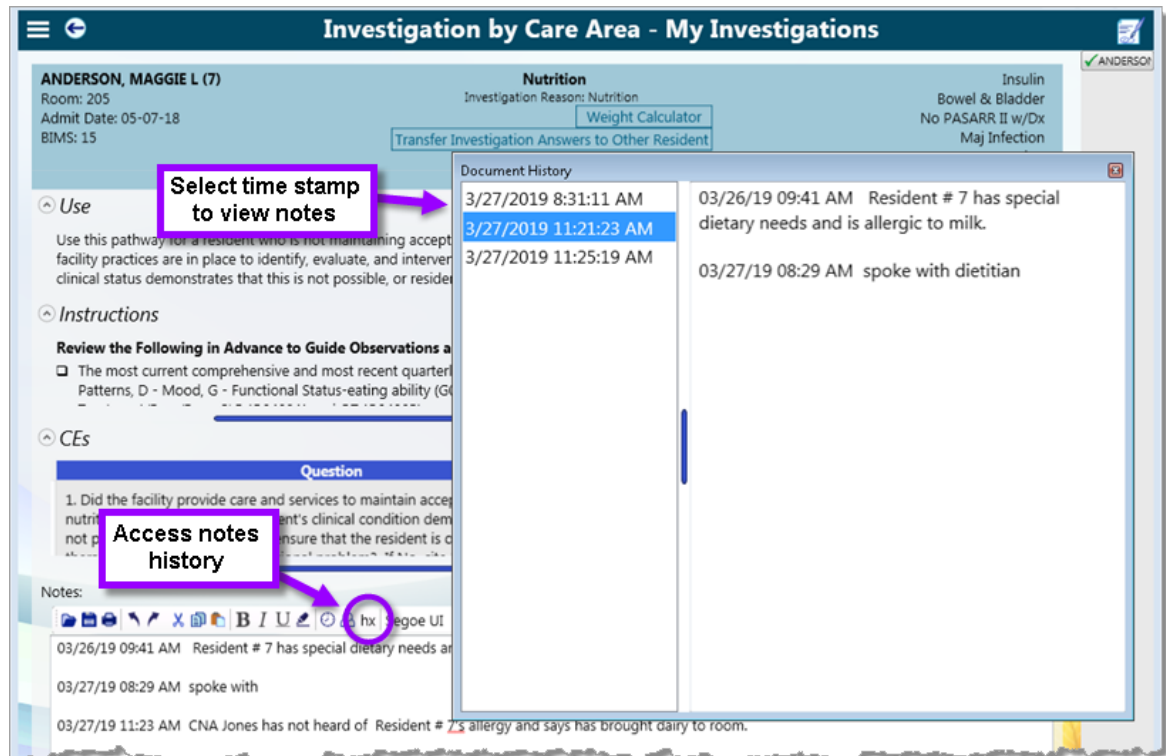 Investigation by Care Area - My Investigations
ANDERSON
ANDERSON, MAGGIE L (7)
Room: 205
Admit Date: 05-07-18
BIMS: 15
Nutrition
Investigation Reason: Nutrition
Weight Calculator
Transfer Investigation Answers to Other Resident
Insulin
Bowel & Bladder
No PASARR II w/Dx
Maj Infection
Select time stamp
to view notes
Document History
3/27/2019 8:31:11 AM
3/27/2019 11:21:23 AM
3/27/2019 11:25:19 AM
03/26/19 09:41 AM Resident # 7 has special
dietary needs and is allergic to milk.
03/27/19 08:29 AM spoke with dietitian
Use
Use this pathway for a resident who is not maintaining accept
facility practices are in place to identify, evaluate, and interver
clinical status demonstrates that this is not possible, or reside
Instructions
Review the Following in Advance to Guide Observations a
The most current comprehensive and most recent quarterl
Patterns, D - Mood, G - Functional Status-eating ability (G
CEs
Question
1. Did the facility provide care and services to maintain accep
nutrit ent's clinical condition dem
not p ensure that the resident is
Access notes
history
Notes:
B I U hx Segoe UI
03/26/19 09:41 AM Resident # 7 has special dietary needs ar
03/27/19 08:29 AM spoke with
03/27/19 11:23 AM CNA Jones has not heard of Resident # 7's allergy and says has brought dairy to room.